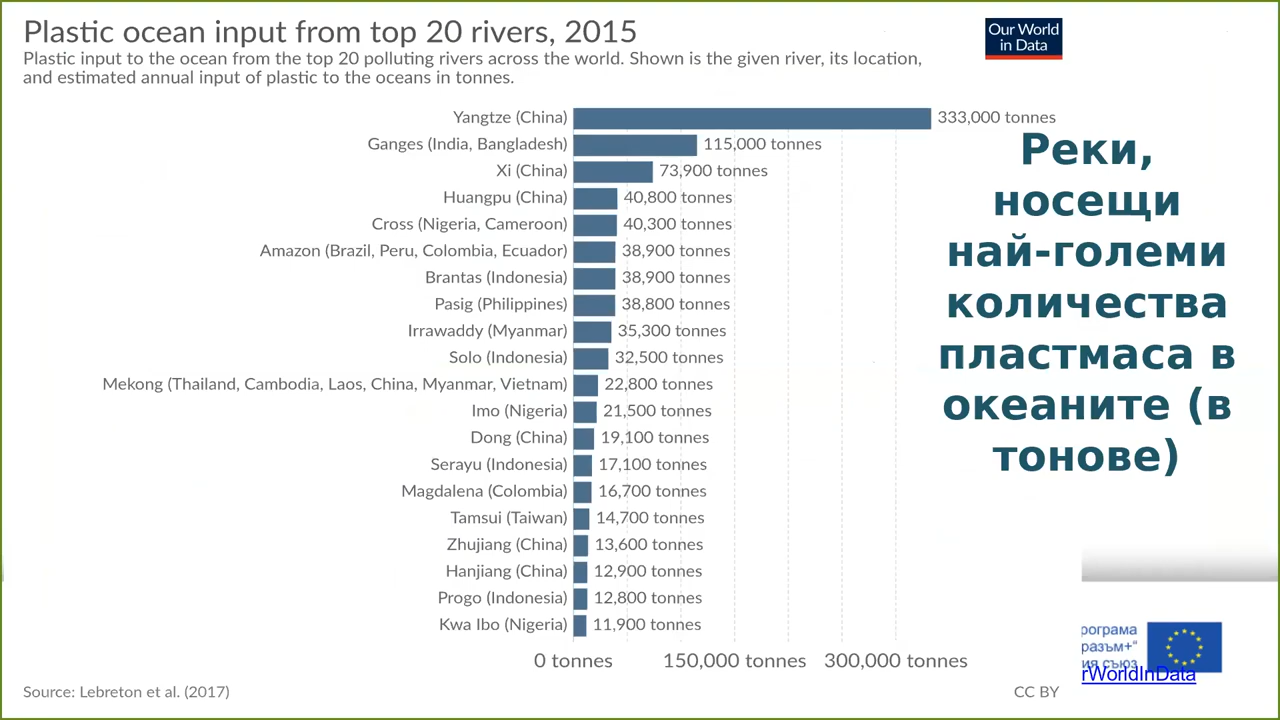 Plastic ocean input from top 20 rivers, 2015
Plastic input to the ocean from the top 20 polluting rivers across the world. Shown is the given river, its location,
and estimated annual input of plastic to the oceans in tonnes.
Our World
in Data
Yangtze (China) 333,000 tonnes
Ganges (India, Bangladesh) 115,000 tonnes
Xi (China) 73,900 tonnes
Huangpu (China) 40,800 tonnes
Cross (Nigeria, Cameroon) 40,300 tonnes
Amazon (Brazil, Peru, Colombia, Ecuador) 38,900 tonnes
Brantas (Indonesia) 38,900 tonnes
Pasig (Philippines) 38,800 tonnes
Irrawaddy (Myanmar) 35,300 tonnes
Solo (Indonesia) 32,500 tonnes
Mekong (Thailand, Cambodia, Laos, China, Myanmar, Vietnam) 22,800 tonnes
Imo (Nigeria) 21,500 tonnes
Dong (China) 19,100 tonnes
Serayu (Indonesia) 17,100 tonnes
Magdalena (Colombia) 16,700 tonnes
Tamsui (Taiwan) 14,700 tonnes
Zhujiang (China) 13,600 tonnes
Hanjiang (China) 12,900 tonnes
Progo (Indonesia) 12,800 tonnes
Kwa Ibo (Nigeria) 11,900 tonnes
0 tonnes 150,000 tonnes 300,000 tonnes
Source: Lebreton et al. (2017)
CC BY
Реки,
носещи
най-големи
количества
пластмаса в
океаните (в
тонове)
рограма
разъм+“
ия съюз
rWorldInData